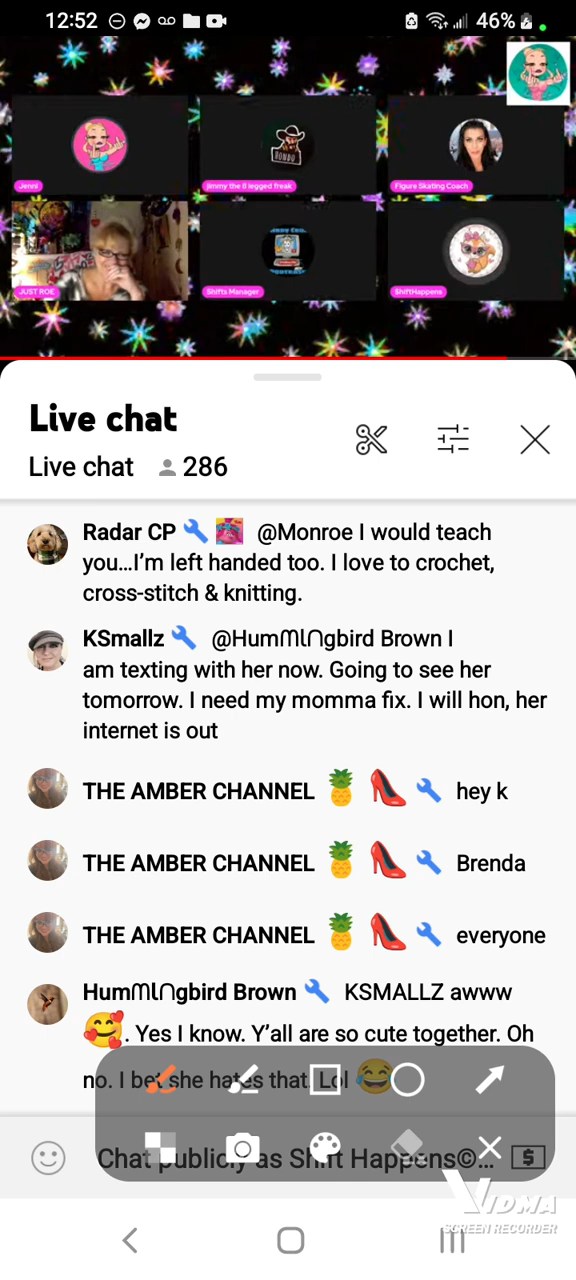 12:52
46%
HONDO
Jenni
jimmy the II legged freak
Figure Skating Coach
JUST ROE
Shifts Manager
ShiftHappens
Live chat
Live chat 286
Radar CP @Monroe I would teach
you...I'm left handed too. I love to crochet,
cross-stitch & knitting.
KSmallz @HumᗰlᑎgbirdBrown I
am texting with her now. Going to see her
tomorrow. I need my momma fix. I will hon, her
internet is out
THE AMBER CHANNEL 🍍 👠 hey k
THE AMBER CHANNEL 🍍 👠 Brenda
THE AMBER CHANNEL 🍍 👠 everyone
Humᗰlᑎgbird Brown KSMALLZ awww
🥰. Yes I know. Y'all are so cute together. Oh
no. I bet she hates that. Lol 😂
Chat publicly as Shift Happens©...
VIDMA
SCREEN RECORDER